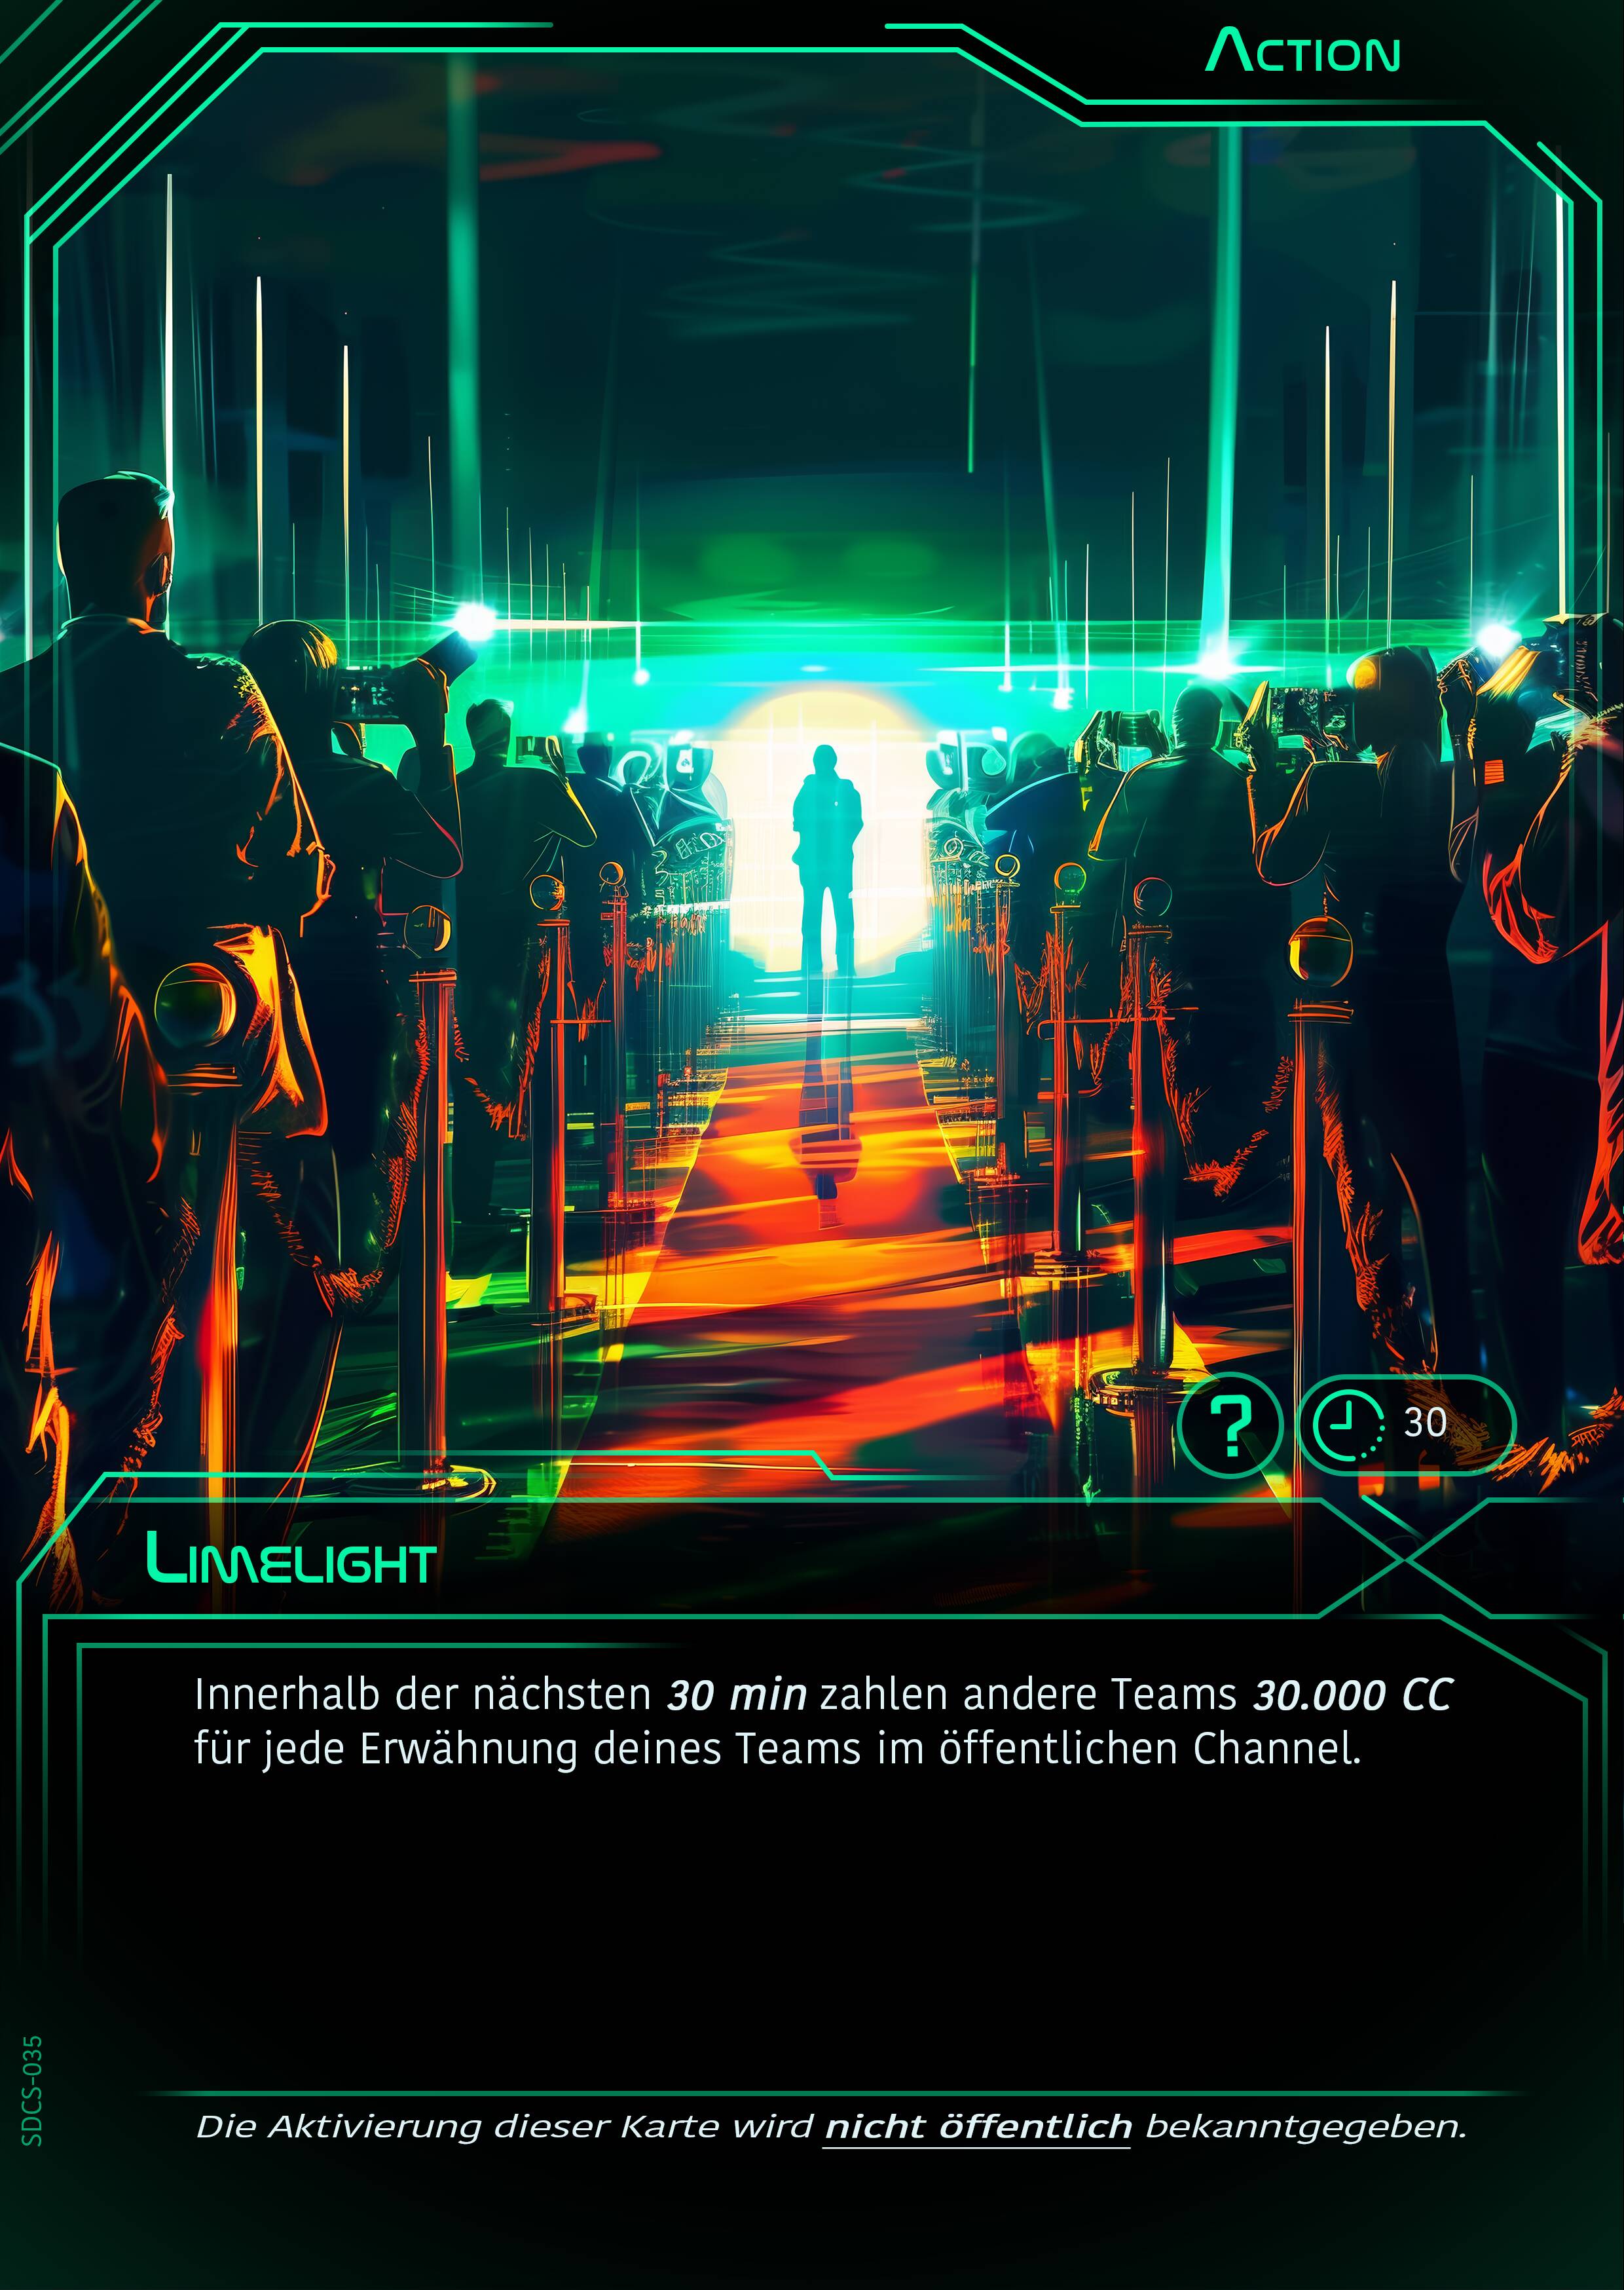 Action
?
30
Limelight
Innerhalb der nächsten 30 min zahlen andere Teams 30.000 CC
für jede Erwähnung deines Teams im öffentlichen Channel.
SDCS-035
Die Aktivierung dieser Karte wird nicht öffentlich bekanntgegeben.